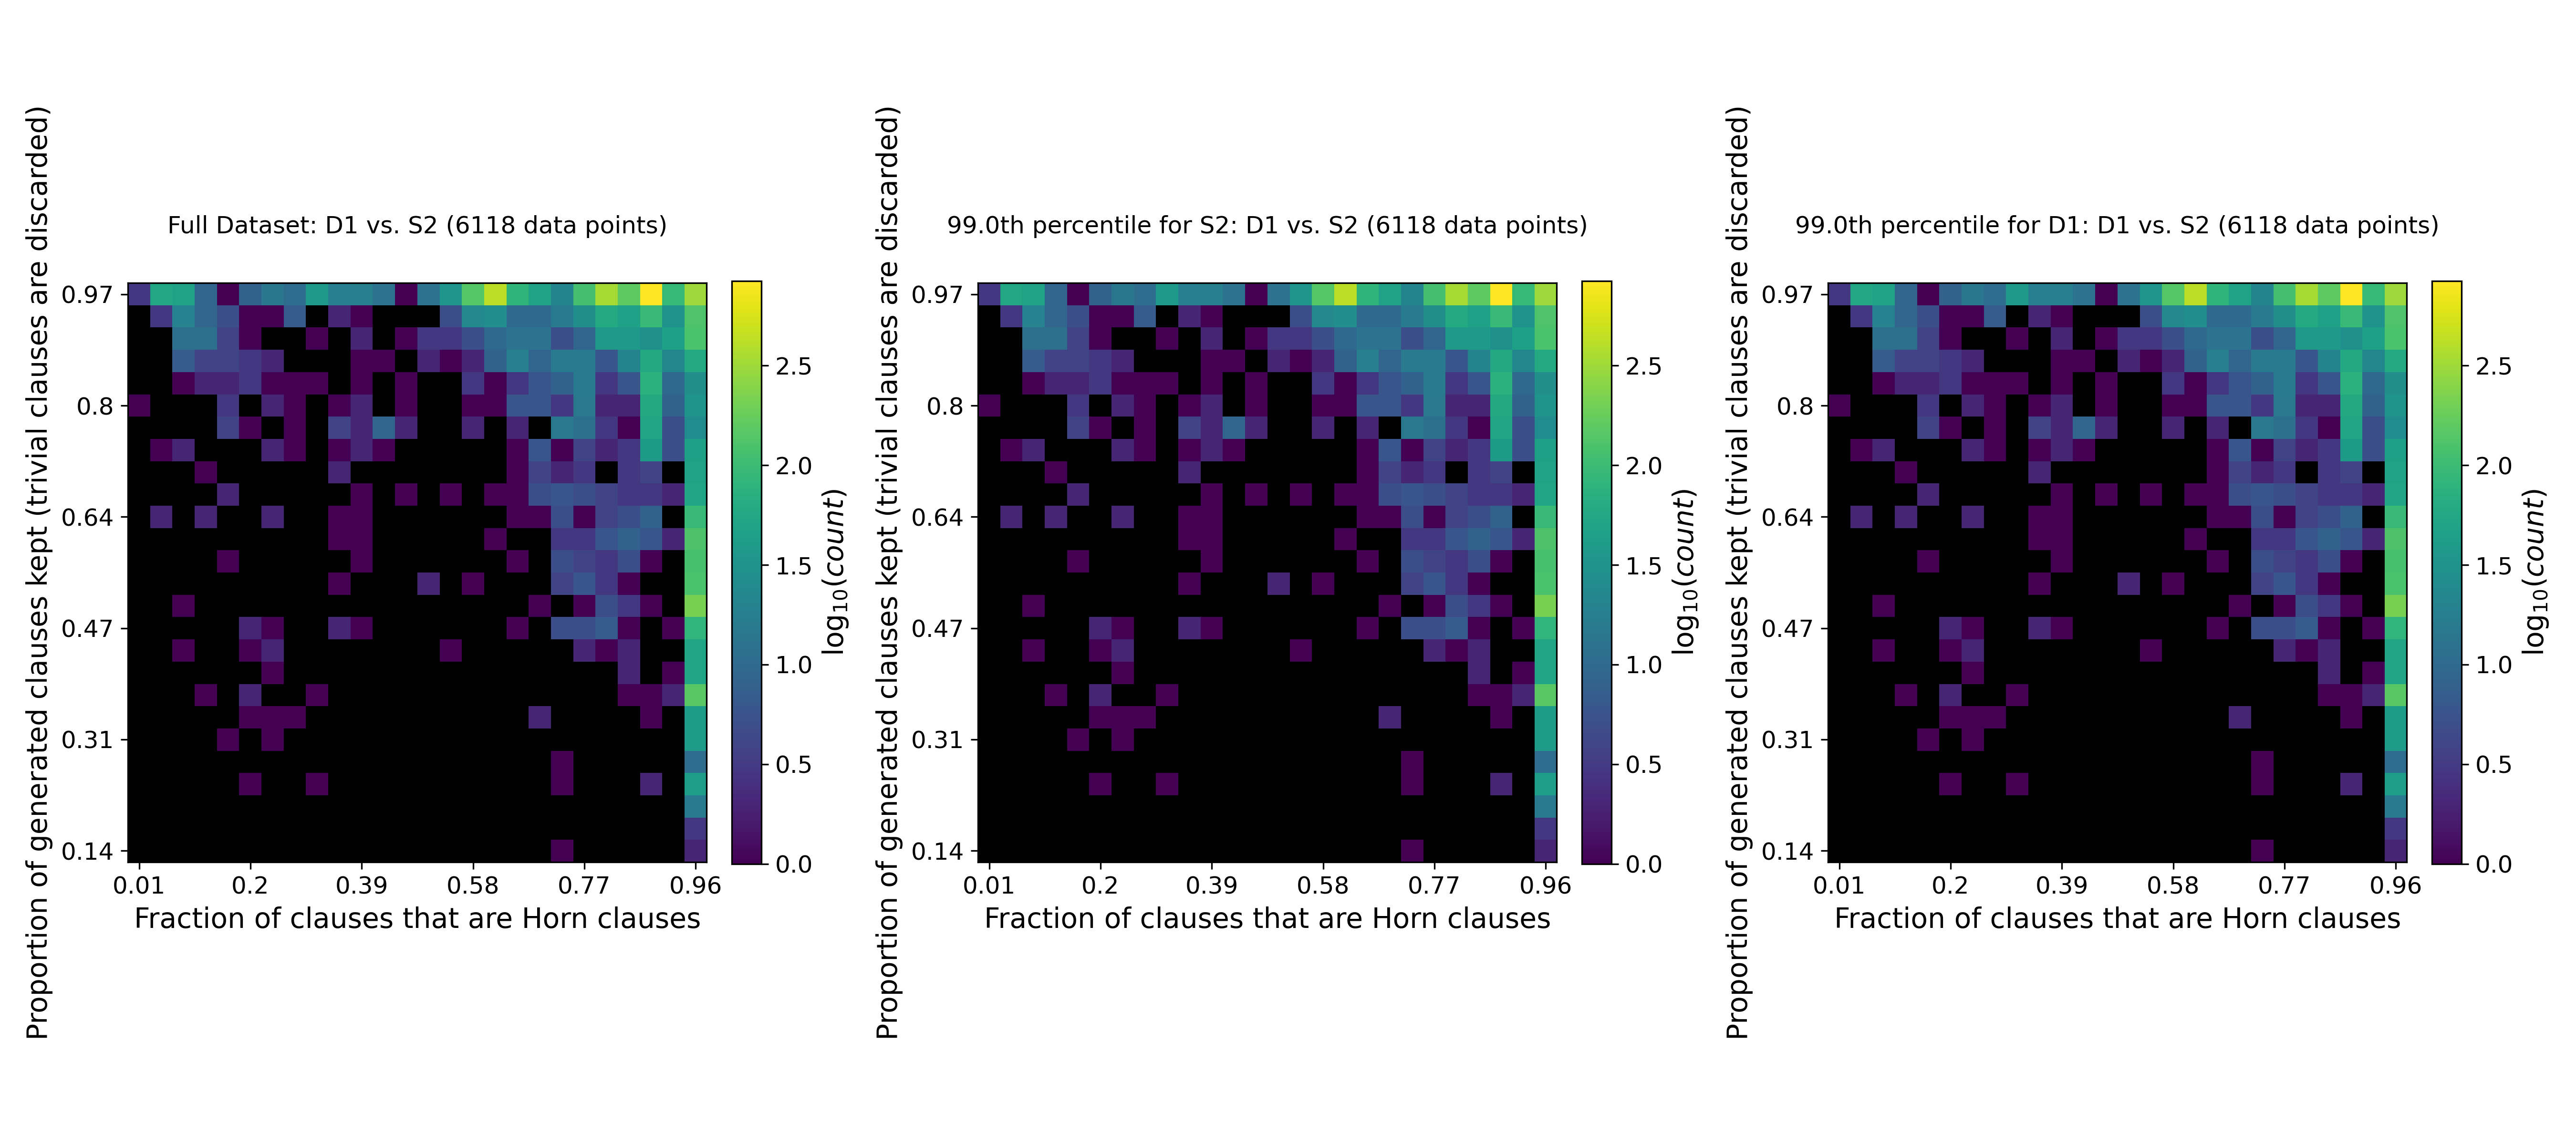 Full Dataset: D1 vs. S2 (6118 data points)
Proportion of generated clauses kept (trivial clauses are discarded)
0.97
0.8
0.64
0.47
0.31
0.14
0.01 0.2 0.39 0.58 0.77 0.96
Fraction of clauses that are Horn clauses
2.5
2.0
1.5
1.0
0.5
0.0
log₁₀(count)
99.0th percentile for S2: D1 vs. S2 (6118 data points)
Proportion of generated clauses kept (trivial clauses are discarded)
0.97
0.8
0.64
0.47
0.31
0.14
0.01 0.2 0.39 0.58 0.77 0.96
Fraction of clauses that are Horn clauses
2.5
2.0
1.5
1.0
0.5
0.0
log₁₀(count)
99.0th percentile for D1: D1 vs. S2 (6118 data points)
Proportion of generated clauses kept (trivial clauses are discarded)
0.97
0.8
0.64
0.47
0.31
0.14
0.01 0.2 0.39 0.58 0.77 0.96
Fraction of clauses that are Horn clauses
2.5
2.0
1.5
1.0
0.5
0.0
log₁₀(count)